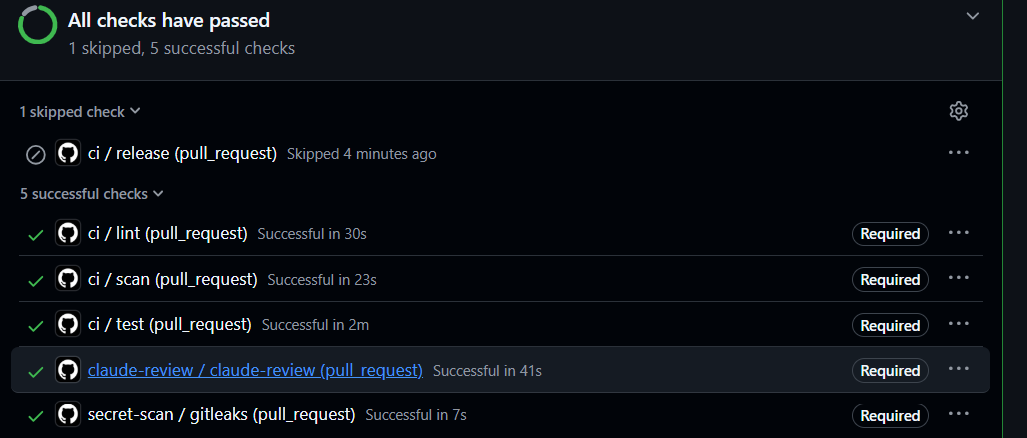 All checks have passed
1 skipped, 5 successful checks
1 skipped check
ci / release (pull_request) Skipped 4 minutes ago
5 successful checks
ci / lint (pull_request) Successful in 30s Required
ci / scan (pull_request) Successful in 23s Required
ci / test (pull_request) Successful in 2m Required
claude-review / claude-review (pull_request) Successful in 41s Required
secret-scan / gitleaks (pull_request) Successful in 7s Required